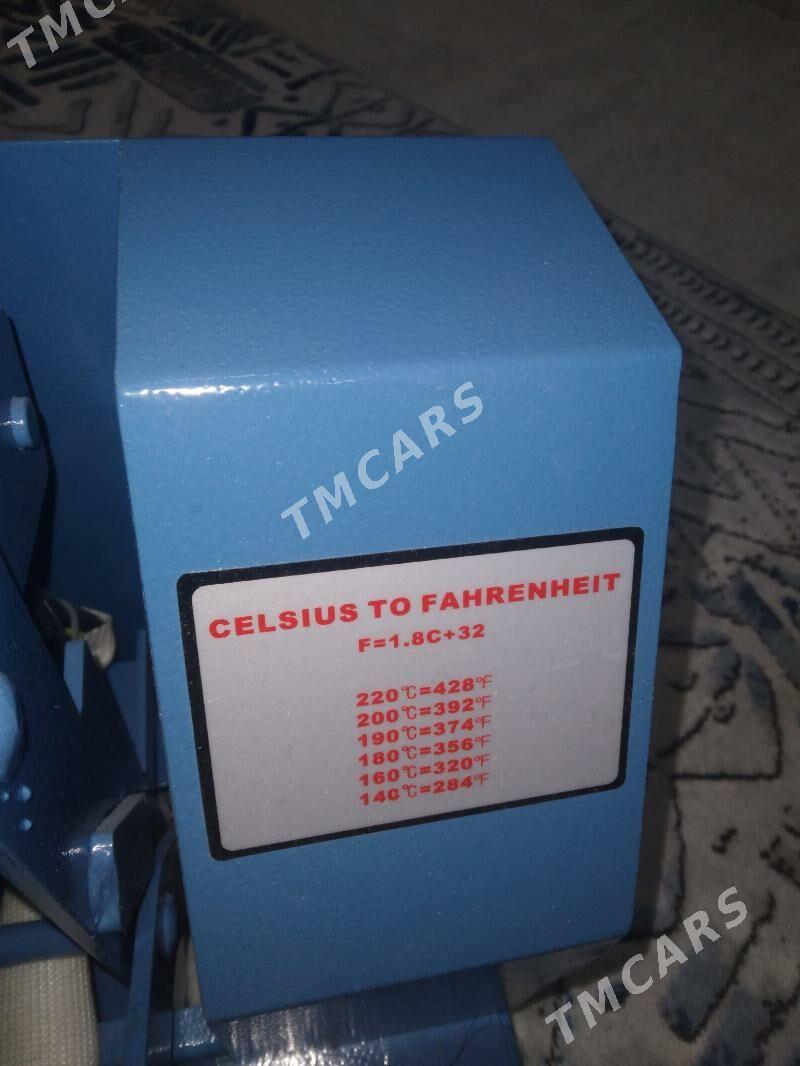 TMCARS
CELSIUS TO FAHRENHEIT
F=1.8C+32
220℃=428℉
200℃=392℉
190℃=374℉
180℃=356℉
160℃=320℉
140℃=284℉
TMCARS
TMCARS